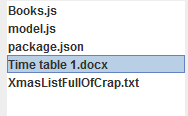 Books.js
model.js
package.json
Time table 1.docx
XmasListFullOfCrap.txt